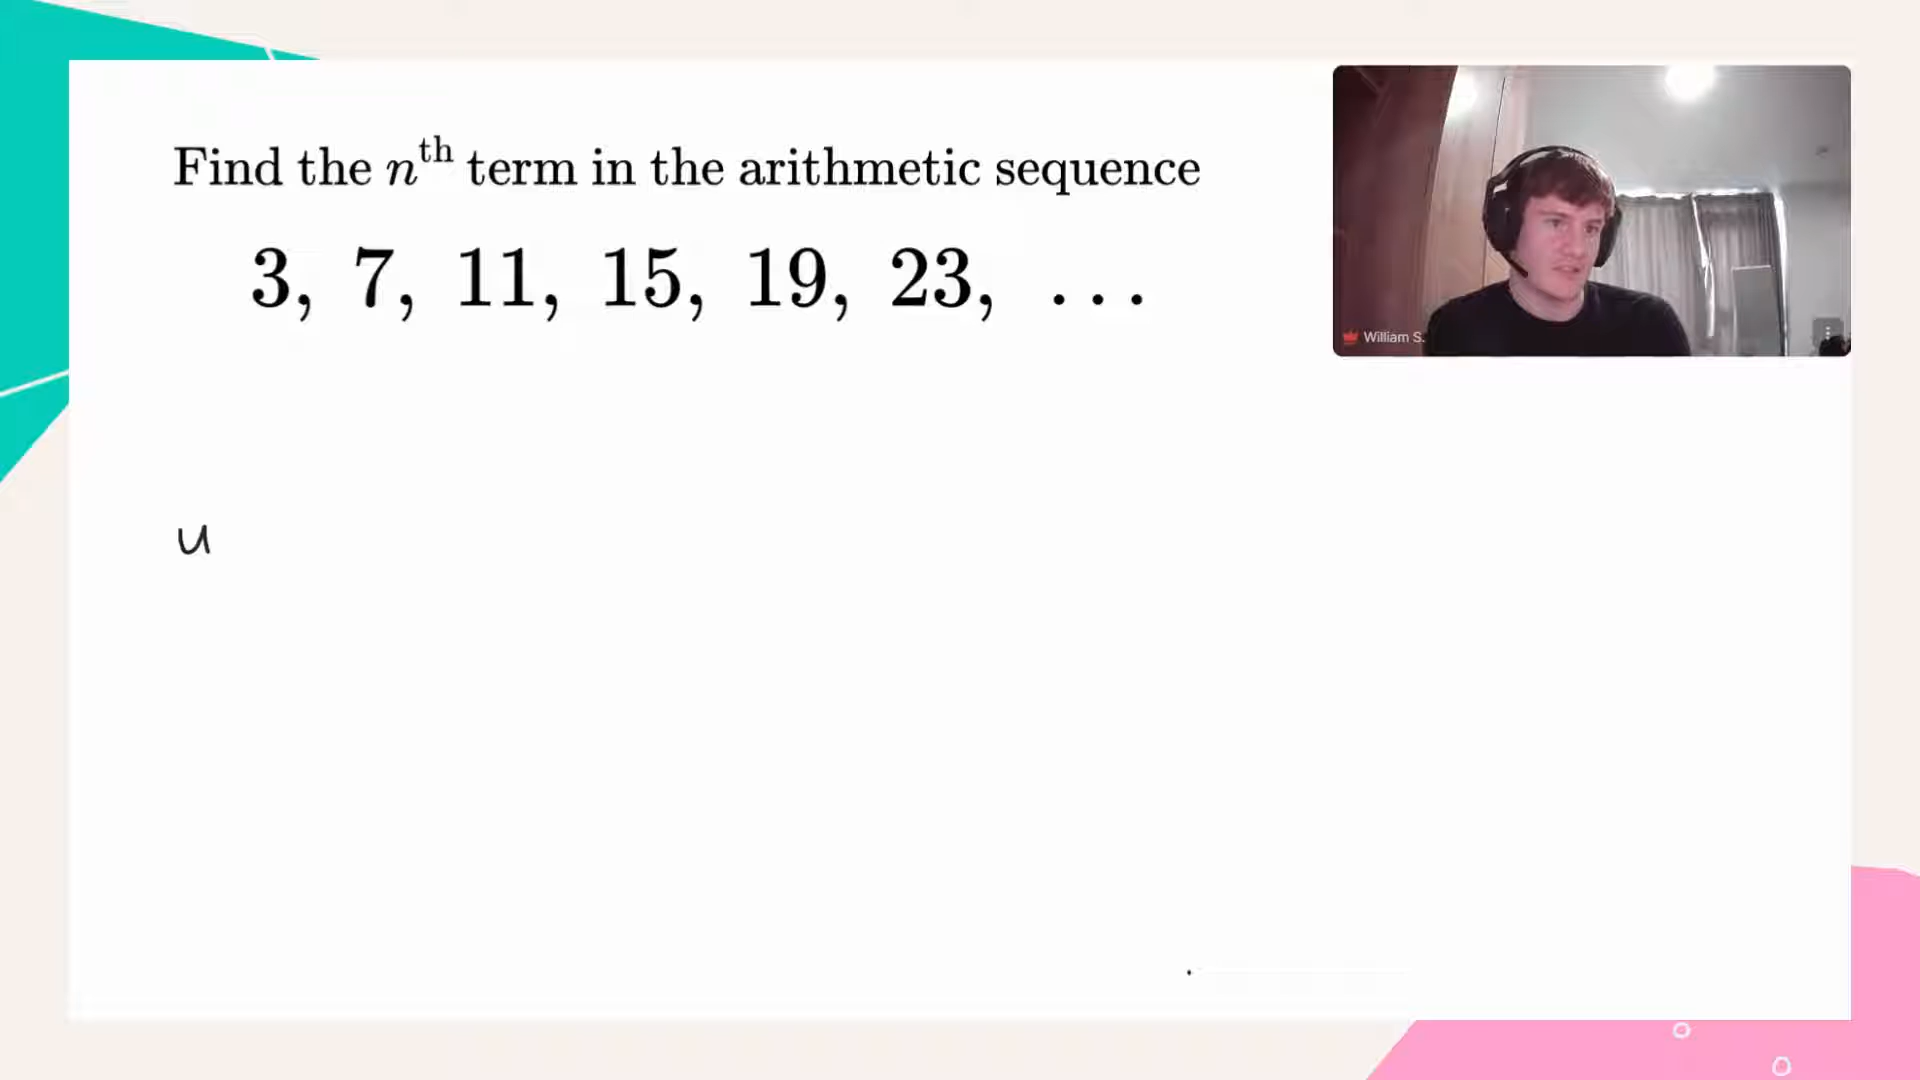 Find the nᵗʰ term in the arithmetic sequence
3, 7, 11, 15, 19, 23, ...
William S.
u